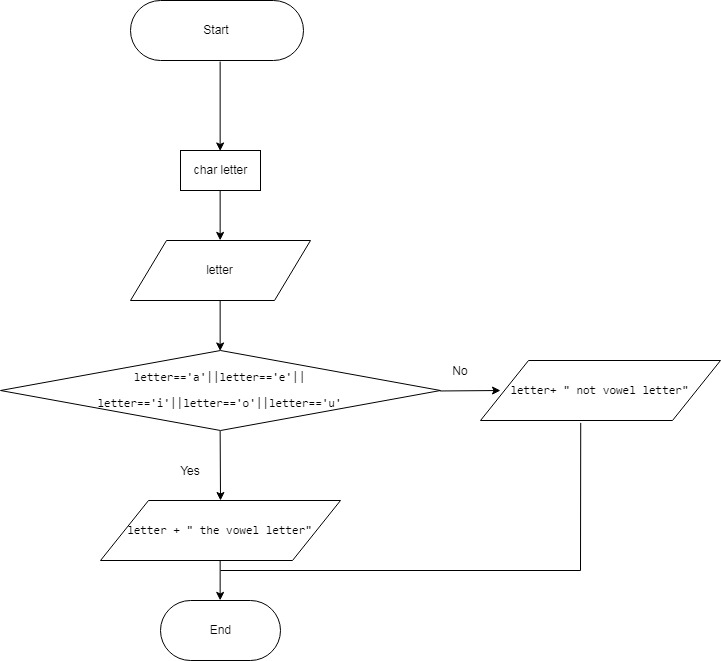 Start
char letter
letter
letter=='a'||letter=='e'||
letter=='i'||letter=='o'||letter=='u'
No
letter+ " not vowel letter"
Yes
letter + " the vowel letter"
End